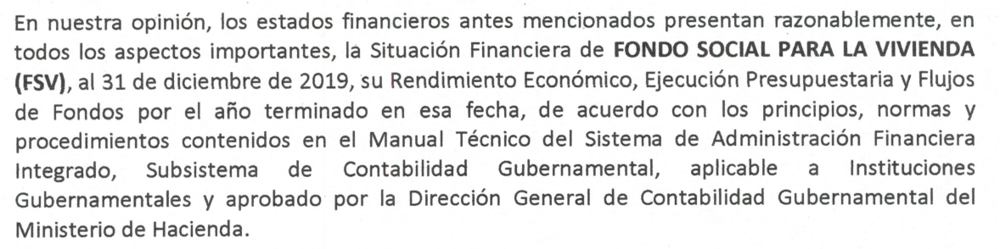 En nuestra opinión, los estados financieros antes mencionados presentan razonablemente, en
todos los aspectos importantes, la Situación Financiera de FONDO SOCIAL PARA LA VIVIENDA
(FSV), al 31 de diciembre de 2019, su Rendimiento Económico, Ejecución Presupuestaria y Flujos
de Fondos por el año terminado en esa fecha, de acuerdo con los principios, normas y
procedimientos contenidos en el Manual Técnico del Sistema de Administración Financiera
Integrado, Subsistema de Contabilidad Gubernamental, aplicable a Instituciones
Gubernamentales y aprobado por la Dirección General de Contabilidad Gubernamental del
Ministerio de Hacienda.